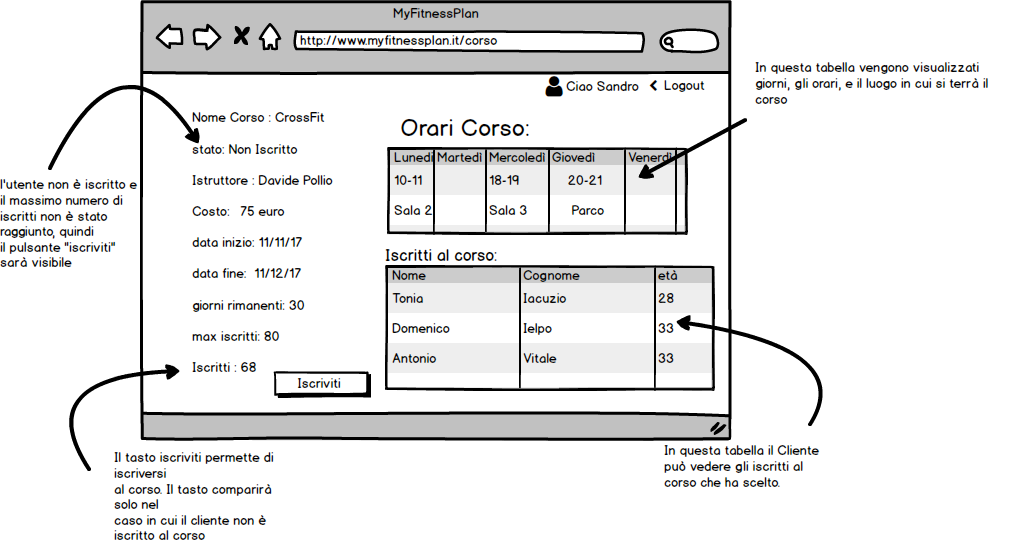 MyFitnessPlan
http://www.myfitnessplan.it/corso
Ciao Sandro
Logout
In questa tabella vengono visualizzati
giorni, gli orari, e il luogo in cui si terrà il
corso
Nome Corso : CrossFit
stato: Non Iscritto
Istruttore : Davide Pollio
Costo: 75 euro
data inizio: 11/11/17
data fine: 11/12/17
giorni rimanenti: 30
max iscritti: 80
Iscritti : 68
Iscriviti
l'utente non è iscritto e
il massimo numero di
iscritti non è stato
raggiunto, quindi
il pulsante "iscriviti"
sarà visibile
Orari Corso:
Lunedì Martedì Mercoledì Giovedì Venerdì
10-11 18-19 20-21
Sala 2 Sala 3 Parco
Iscritti al corso:
Nome Cognome età
Tonia Iacuzio 28
Domenico Ielpo 33
Antonio Vitale 33
Il tasto iscriviti permette di
iscriversi
al corso. Il tasto comparirà
solo nel
caso in cui il cliente non è
iscritto al corso
In questa tabella il Cliente
può vedere gli iscritti al
corso che ha scelto.